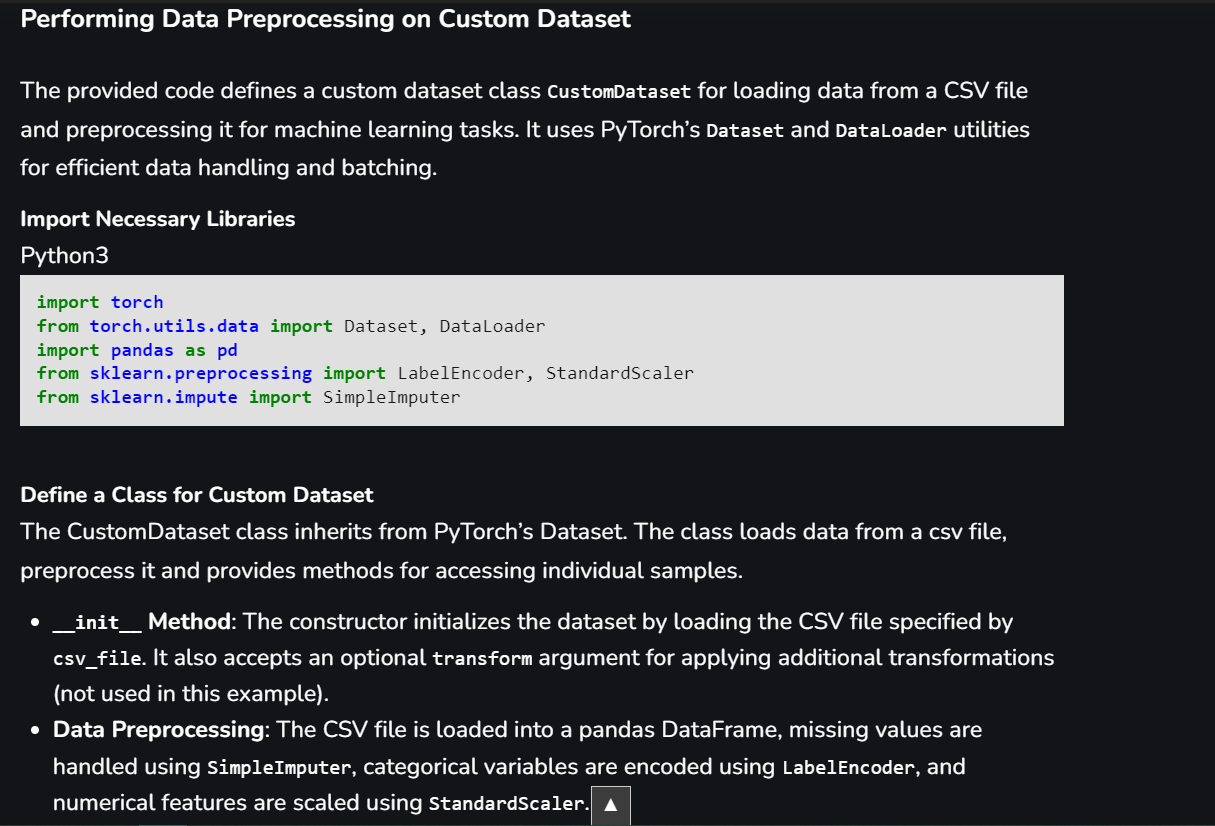 Performing Data Preprocessing on Custom Dataset
The provided code defines a custom dataset class CustomDataset for loading data from a CSV file
and preprocessing it for machine learning tasks. It uses PyTorch’s Dataset and DataLoader utilities
for efficient data handling and batching.
Import Necessary Libraries
Python3
import torch
from torch.utils.data import Dataset, DataLoader
import pandas as pd
from sklearn.preprocessing import LabelEncoder, StandardScaler
from sklearn.impute import SimpleImputer
Define a Class for Custom Dataset
The CustomDataset class inherits from PyTorch’s Dataset. The class loads data from a csv file,
preprocess it and provides methods for accessing individual samples.
• __init__ Method: The constructor initializes the dataset by loading the CSV file specified by
csv_file. It also accepts an optional transform argument for applying additional transformations
(not used in this example).
• Data Preprocessing: The CSV file is loaded into a pandas DataFrame, missing values are
handled using SimpleImputer, categorical variables are encoded using LabelEncoder, and
numerical features are scaled using StandardScaler.